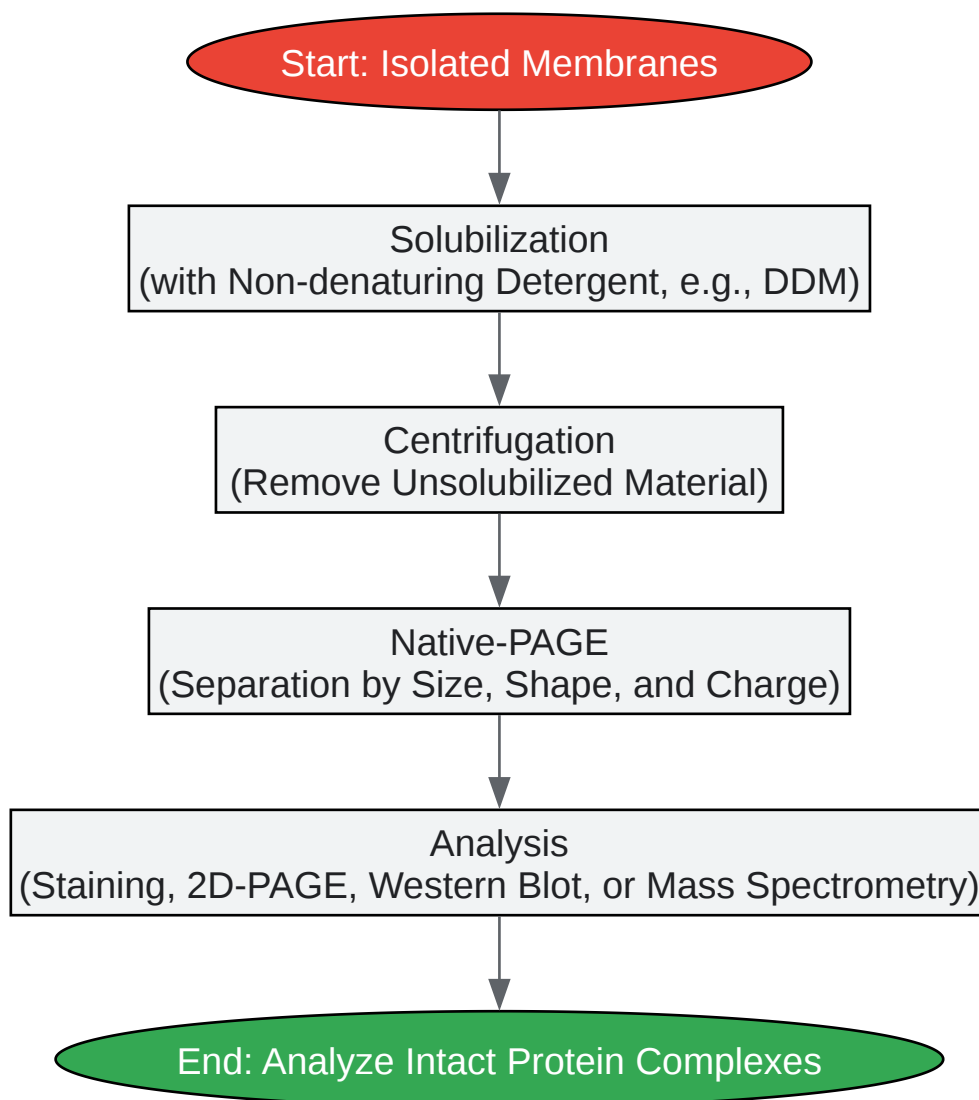 Start: Isolated Membranes
Solubilization
(with Non-denaturing Detergent, e.g., DDM)
Centrifugation
(Remove Unsolubilized Material)
Native-PAGE
(Separation by Size, Shape, and Charge)
Analysis
(Staining, 2D-PAGE, Western Blot, or Mass Spectrometry)
End: Analyze Intact Protein Complexes